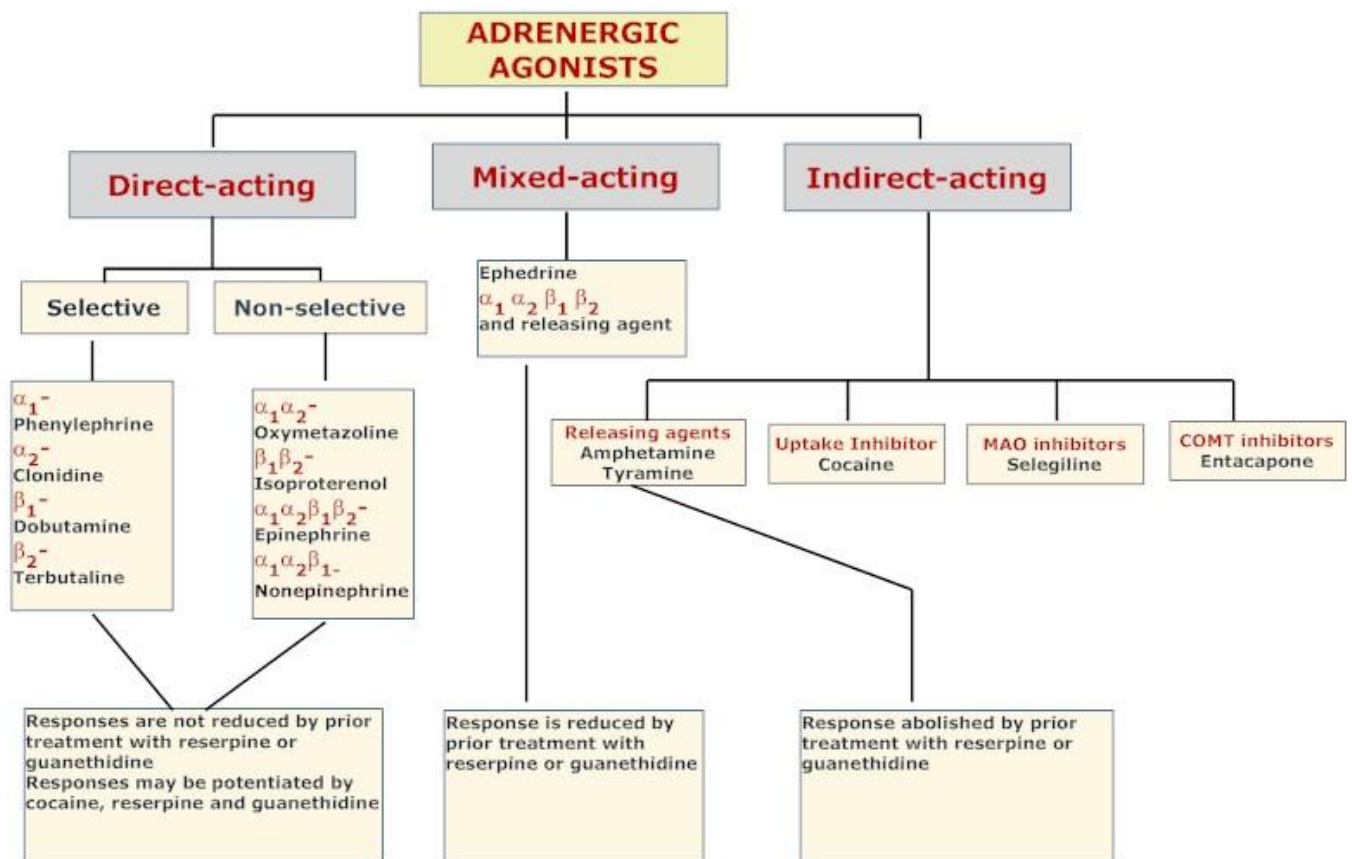 ADRENERGIC
AGONISTS
Direct-acting
Mixed-acting
Indirect-acting
Selective
Non-selective
Ephedrine
α₁ α₂ β₁ β₂
and releasing agent
α₁-
Phenylephrine
α₂-
Clonidine
β₁-
Dobutamine
β₂-
Terbutaline
α₁α₂-
Oxymetazoline
β₁β₂-
Isoproterenol
α₁α₂β₁β₂-
Epinephrine
α₁α₂β₁-
Nonepinephrine
Releasing agents
Amphetamine
Tyramine
Uptake Inhibitor
Cocaine
MAO inhibitors
Selegiline
COMT inhibitors
Entacapone
Responses are not reduced by prior
treatment with reserpine or
guanethidine
Responses may be potentiated by
cocaine, reserpine and guanethidine
Response is reduced by
prior treatment with
reserpine or guanethidine
Response abolished by prior
treatment with reserpine or
guanethidine